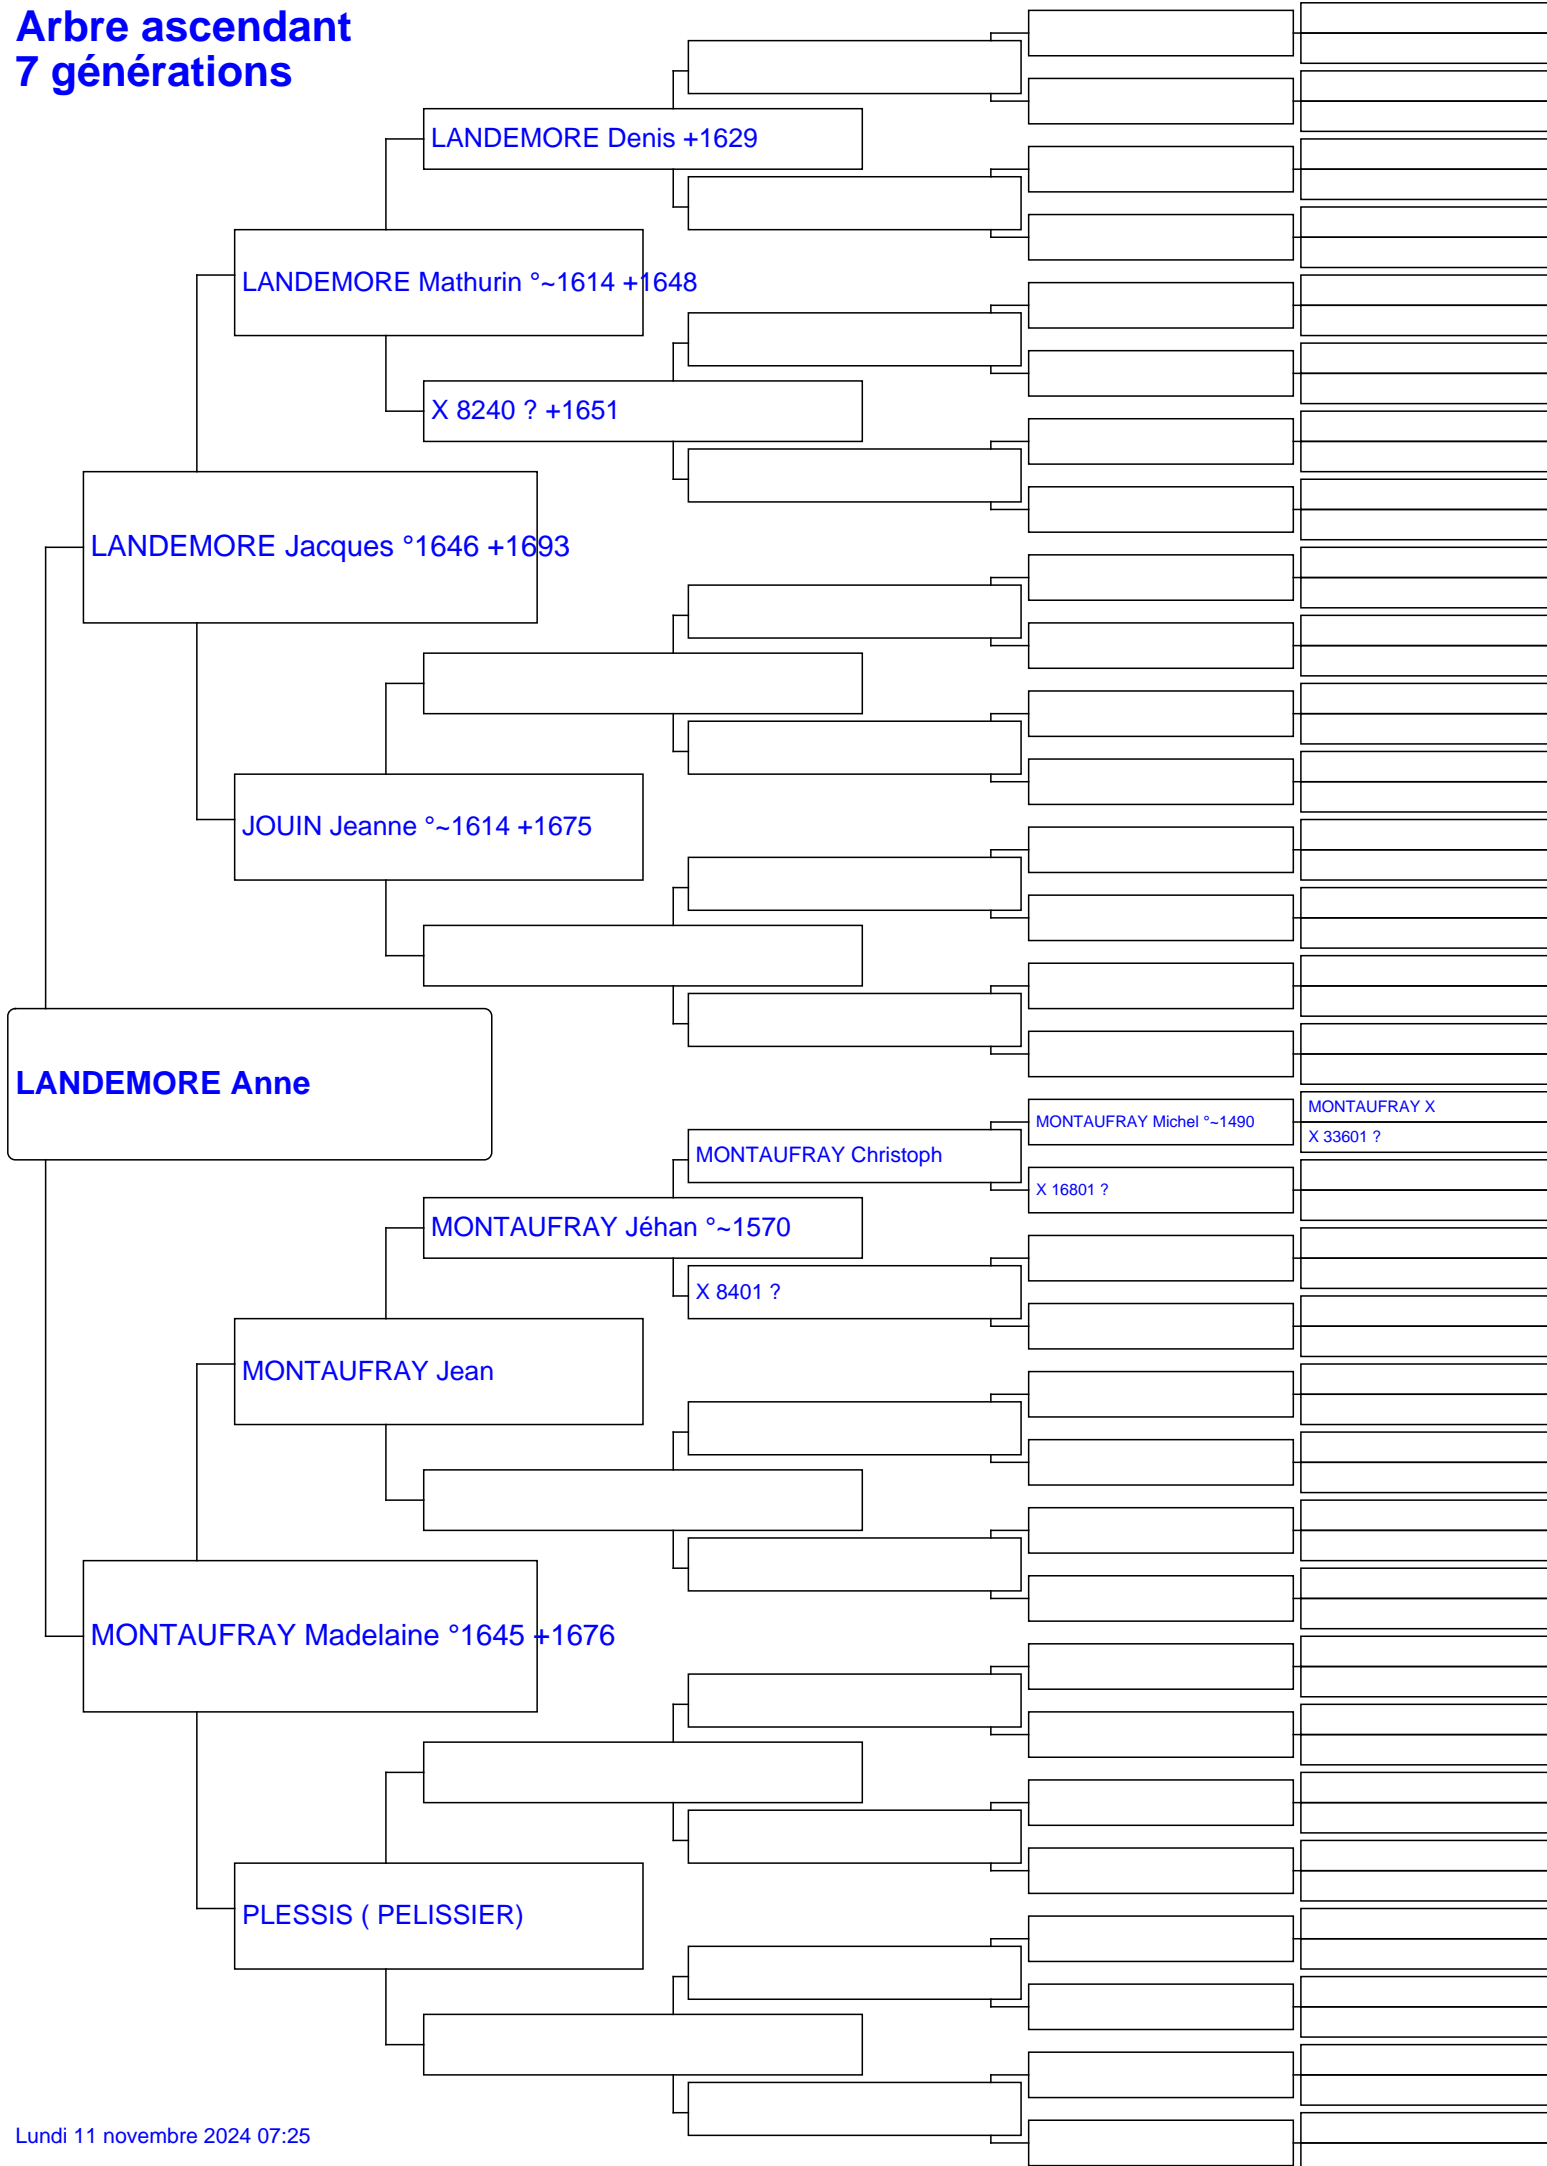 Arbre ascendant
7 générations
LANDEMORE Denis +1629
LANDEMORE Mathurin °~1614 +1648
X 8240 ? +1651
LANDEMORE Jacques °1646 +1693
JOUIN Jeanne °~1614 +1675
LANDEMORE Anne
MONTAUFRAY X
MONTAUFRAY Michel °~1490
X 33601 ?
MONTAUFRAY Christoph
X 16801 ?
MONTAUFRAY Jéhan °~1570
X 8401 ?
MONTAUFRAY Jean
MONTAUFRAY Madelaine °1645 +1676
PLESSIS ( PELISSIER)
Lundi 11 novembre 2024 07:25